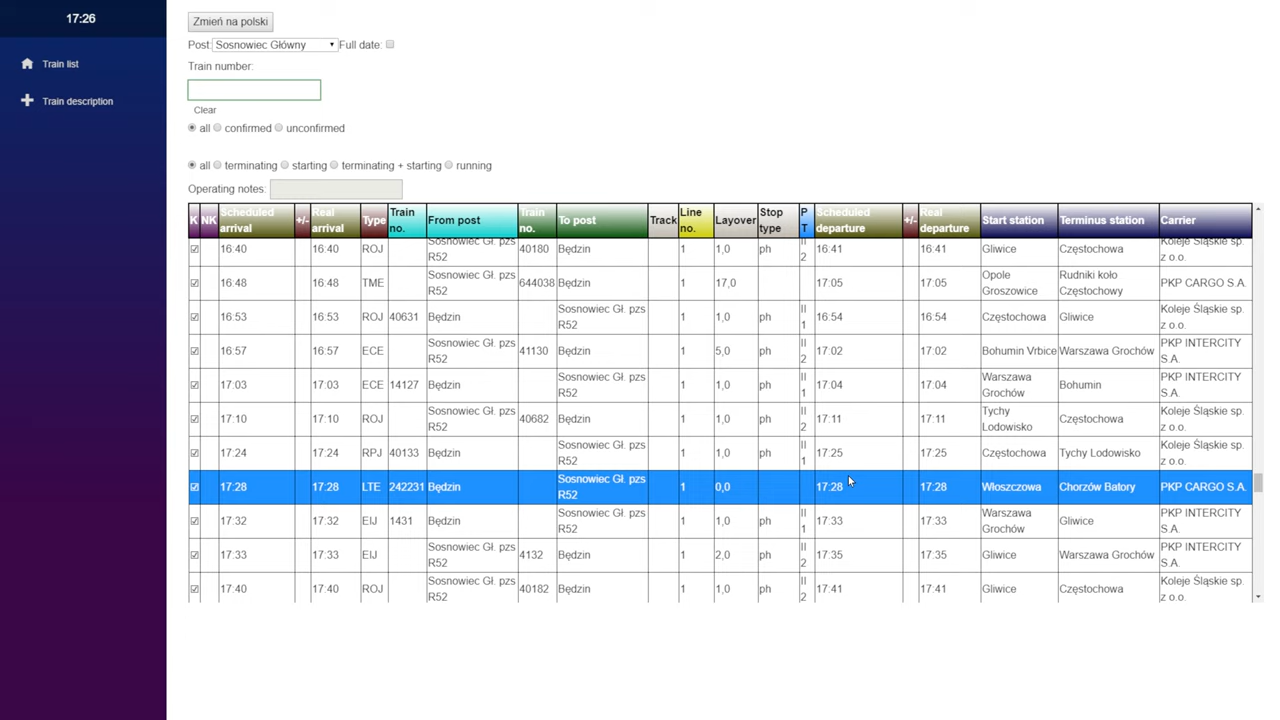 17:26
Train list
Train description
Zmień na polski
Post: Sosnowiec Główny Full date:
Train number:
Clear
all confirmed unconfirmed
all terminating starting terminating + starting running
Operating notes:
K NK Scheduled arrival +/- Real arrival Type Train no. From post Train no. To post Track Line no. Layover Stop type P T Scheduled departure +/- Real departure Start station Terminus station Carrier
16:40 16:40 ROJ Sosnowiec Gł. pzs R52 40180 Będzin 1 1,0 ph II 2 16:41 16:41 Gliwice Częstochowa Koleje Śląskie sp. z o.o.
16:48 16:48 TME Sosnowiec Gł. pzs R52 644038 Będzin 1 17,0 17:05 17:05 Opole Groszowice Rudniki koło Częstochowy PKP CARGO S.A.
16:53 16:53 ROJ 40631 Będzin Sosnowiec Gł. pzs R52 1 1,0 ph II 1 16:54 16:54 Częstochowa Gliwice Koleje Śląskie sp. z o.o.
16:57 16:57 ECE Sosnowiec Gł. pzs R52 41130 Będzin 1 5,0 ph II 2 17:02 17:02 Bohumin Vrbice Warszawa Grochów PKP INTERCITY S.A.
17:03 17:03 ECE 14127 Będzin Sosnowiec Gł. pzs R52 1 1,0 ph II 1 17:04 17:04 Warszawa Grochów Bohumin PKP INTERCITY S.A.
17:10 17:10 ROJ Sosnowiec Gł. pzs R52 40682 Będzin 1 1,0 ph II 2 17:11 17:11 Tychy Lodowisko Częstochowa Koleje Śląskie sp. z o.o.
17:24 17:24 RPJ 40133 Będzin Sosnowiec Gł. pzs R52 1 1,0 ph II 1 17:25 17:25 Częstochowa Tychy Lodowisko Koleje Śląskie sp. z o.o.
17:28 17:28 LTE 242231 Będzin Sosnowiec Gł. pzs R52 1 0,0 17:28 17:28 Włoszczowa Chorzów Batory PKP CARGO S.A.
17:32 17:32 EIJ 1431 Będzin Sosnowiec Gł. pzs R52 1 1,0 ph II 1 17:33 17:33 Warszawa Grochów Gliwice PKP INTERCITY S.A.
17:33 17:33 EIJ Sosnowiec Gł. pzs R52 4132 Będzin 1 2,0 ph II 2 17:35 17:35 Gliwice Warszawa Grochów PKP INTERCITY S.A.
17:40 17:40 ROJ Sosnowiec Gł. pzs R52 40182 Będzin 1 1,0 ph II 2 17:41 17:41 Gliwice Częstochowa Koleje Śląskie sp. z o.o.